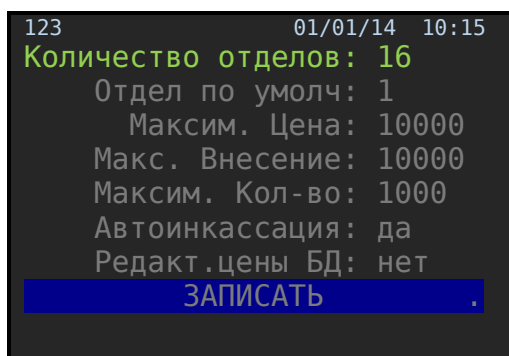 123 01/01/14 10:15
Количество отделов: 16
Отдел по умолч: 1
Максим. Цена: 10000
Макс. Внесение: 10000
Максим. Кол-во: 1000
Автоинкассация: да
Редакт.цены БД: нет
ЗАПИСАТЬ .